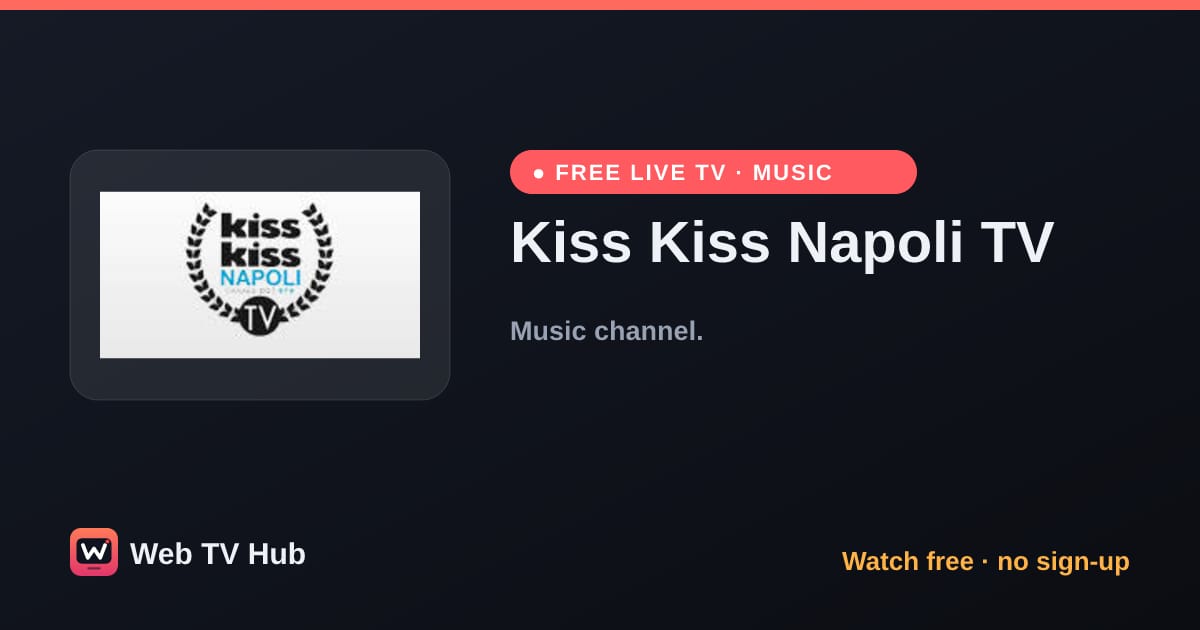 kiss
kiss
NAPOLI
TV
● FREE LIVE TV · MUSIC
Kiss Kiss Napoli TV
Music channel.
W
Web TV Hub
Watch free · no sign-up